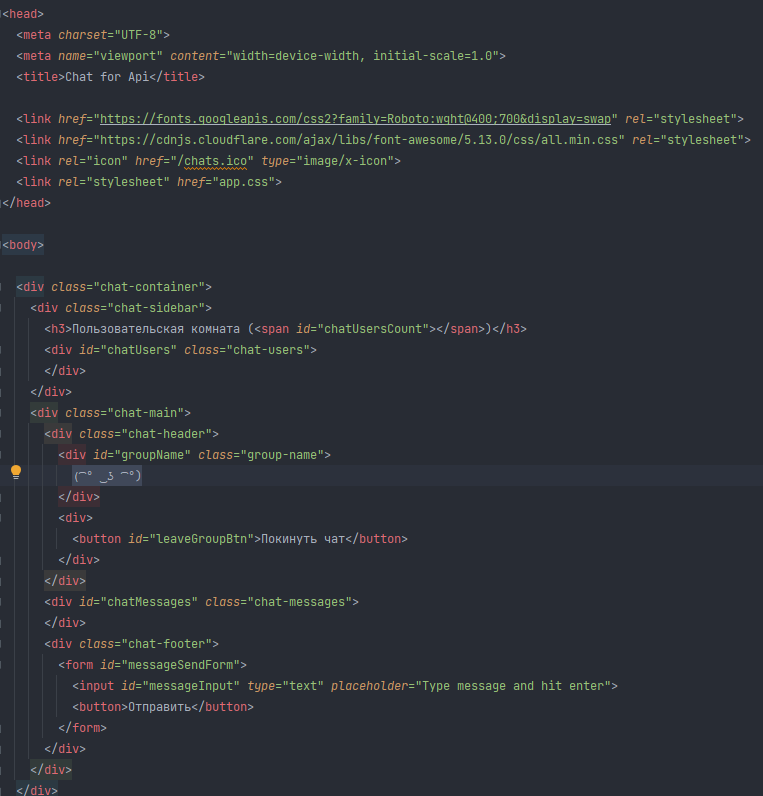 <head>
<meta charset="UTF-8">
<meta name="viewport" content="width=device-width, initial-scale=1.0">
<title>Chat for Api</title>
<link href="https://fonts.googleapis.com/css2?family=Roboto:wght@400;700&display=swap" rel="stylesheet">
<link href="https://cdnjs.cloudflare.com/ajax/libs/font-awesome/5.13.0/css/all.min.css" rel="stylesheet">
<link rel="icon" href="/chats.ico" type="image/x-icon">
<link rel="stylesheet" href="app.css">
</head>
<body>
<div class="chat-container">
<div class="chat-sidebar">
<h3>Пользовательская комната (<span id="chatUsersCount"></span>)</h3>
<div id="chatUsers" class="chat-users">
</div>
</div>
<div class="chat-main">
<div class="chat-header">
<div id="groupName" class="group-name">
( ͡° ͜ʖ ͡°)
</div>
<div>
<button id="leaveGroupBtn">Покинуть чат</button>
</div>
</div>
<div id="chatMessages" class="chat-messages">
</div>
<div class="chat-footer">
<form id="messageSendForm">
<input id="messageInput" type="text" placeholder="Type message and hit enter">
<button>Отправить</button>
</form>
</div>
</div>
</div>